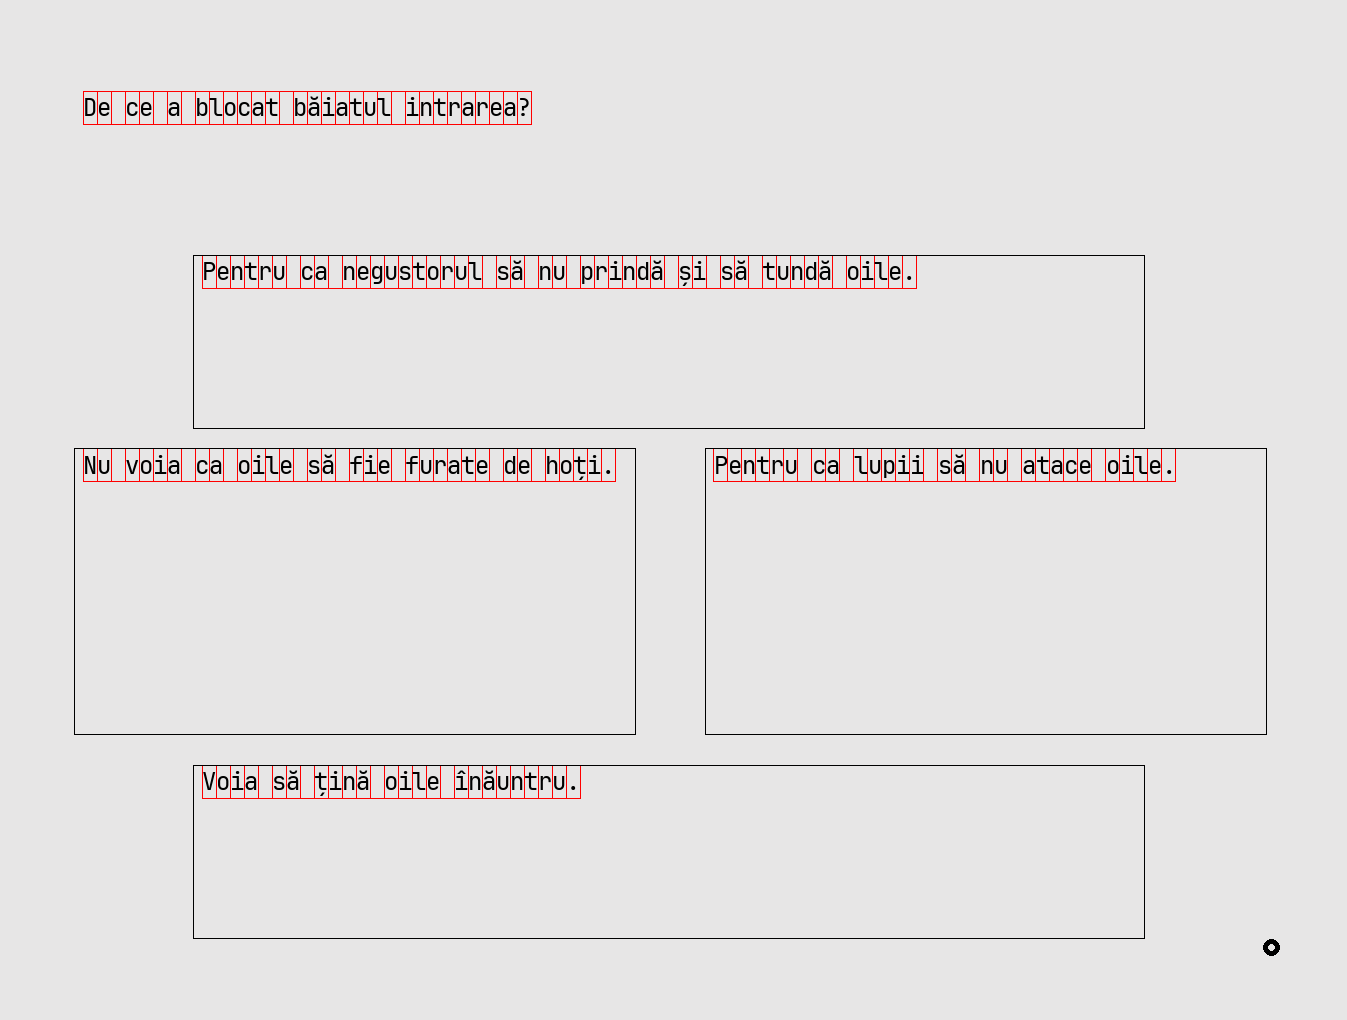 De ce a blocat băiatul intrarea?
Pentru ca negustorul să nu prindă și să tundă oile.
Nu voia ca oile să fie furate de hoți.
Pentru ca lupii să nu atace oile.
Voia să țină oile înăuntru.